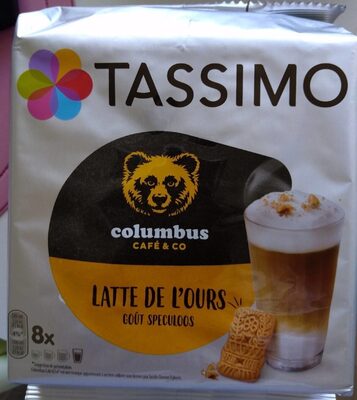 TASSIMO
columbus
CAFÉ & CO
LATTE DE L'OURS
GOÛT SPECULOOS
8x